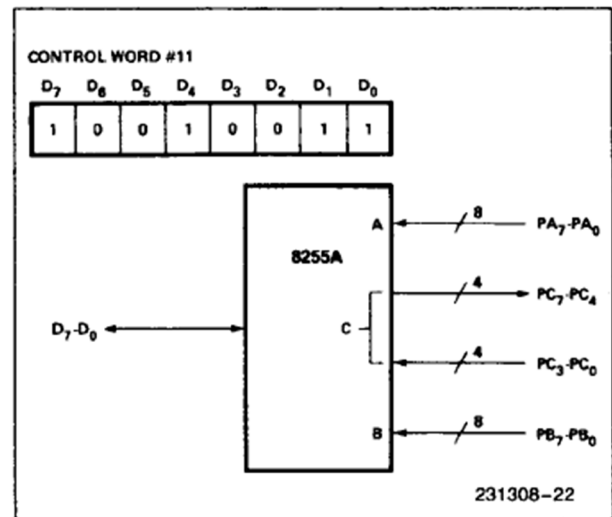 CONTROL WORD #11
D7 D6 D5 D4 D3 D2 D1 D0
1 0 0 1 0 0 1 1
8255A
A
8
PA7-PA0
4
PC7-PC4
D7-D0
C
4
PC3-PC0
B
8
PB7-PB0
231308-22